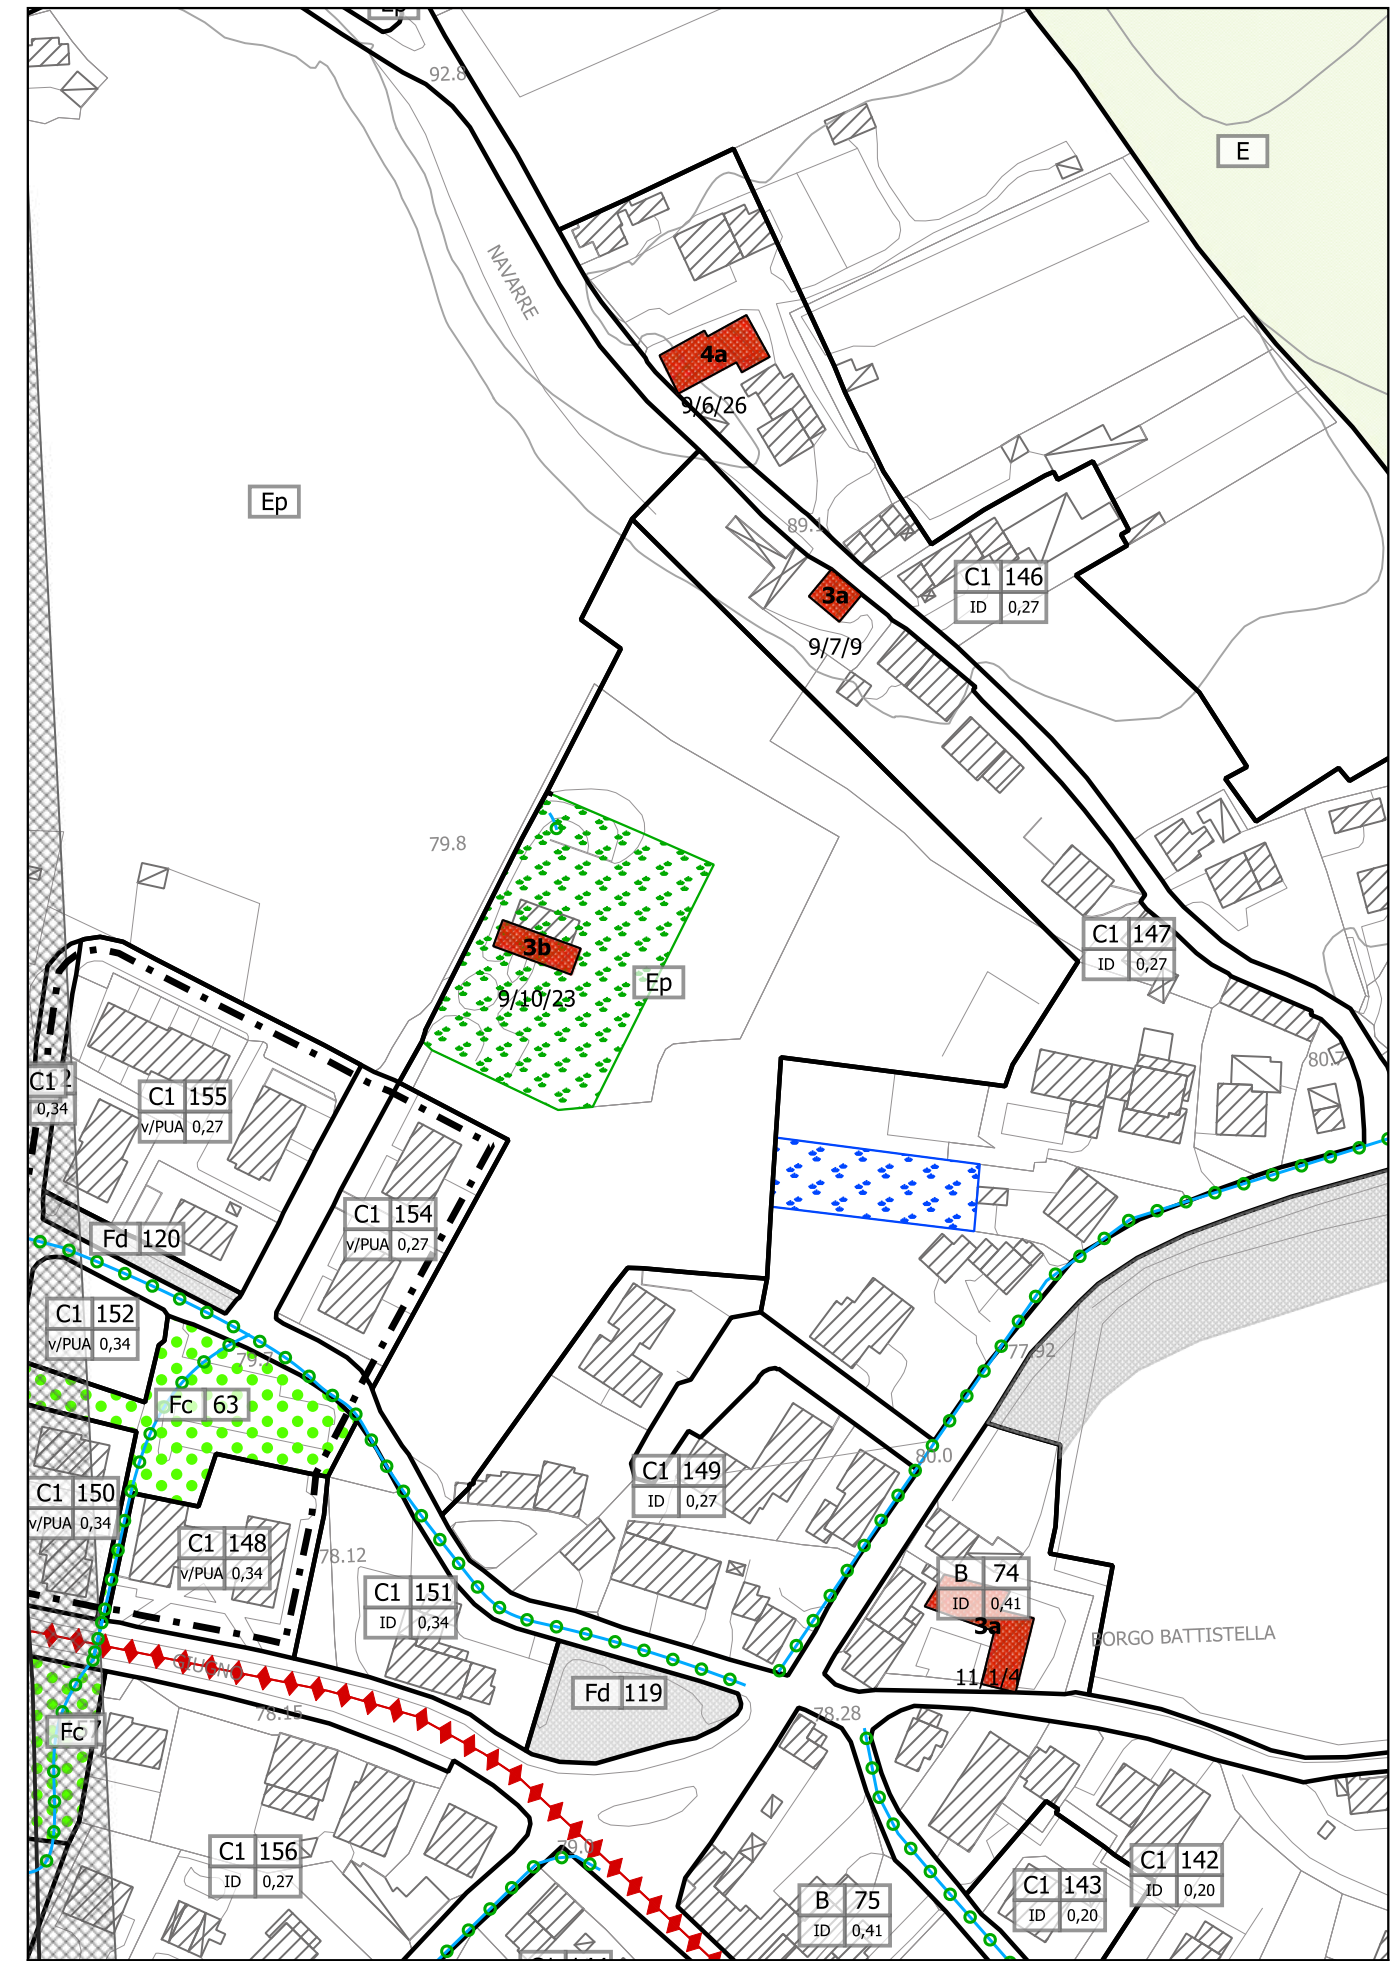 Ep
92.8
E
NAVARRE
4a
9/6/26
Ep
89.1
3a
C1 146
ID 0,27
9/7/9
79.8
C1 147
ID 0,27
3b
Ep
9/10/23
80.7
C1
0,34
C1 155
v/PUA 0,27
C1 154
v/PUA 0,27
Fd 120
C1 152
v/PUA 0,34
79.7
77.92
Fc 63
80.0
C1 149
ID 0,27
C1 150
v/PUA 0,34
C1 148
v/PUA 0,34
78.12
B 74
ID 0,41
C1 151
ID 0,34
3a
BORGO BATTISTELLA
GIUGNO
11/1/4
Fd 119
78.15
78.28
Fc
79.0
C1 156
ID 0,27
C1 142
ID 0,20
C1 143
ID 0,20
B 75
ID 0,41